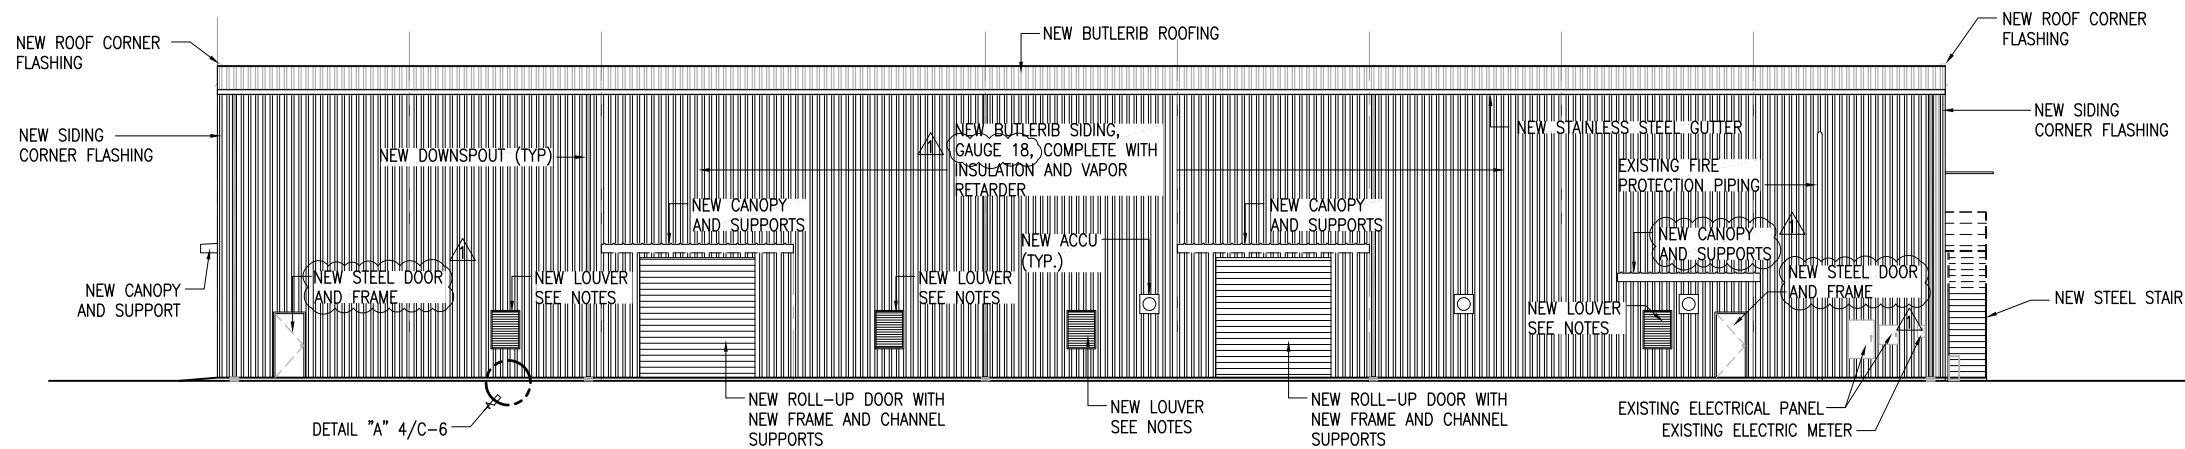 NEW ROOF CORNER
FLASHING
NEW BUTLERIB ROOFING
NEW ROOF CORNER
FLASHING
NEW SIDING
CORNER FLASHING
NEW DOWNSPOUT (TYP)
1
NEW BUTLERIB SIDING,
GAUGE 18, COMPLETE WITH
INSULATION AND VAPOR
RETARDER
NEW STAINLESS STEEL GUTTER
NEW SIDING
CORNER FLASHING
EXISTING FIRE
PROTECTION PIPING
NEW CANOPY
AND SUPPORTS
NEW CANOPY
AND SUPPORTS
NEW ACCU
(TYP.)
NEW CANOPY
AND SUPPORTS
1
NEW CANOPY
AND SUPPORT
NEW STEEL DOOR
AND FRAME
1
NEW LOUVER
SEE NOTES
NEW LOUVER
SEE NOTES
NEW LOUVER
SEE NOTES
NEW STEEL DOOR
AND FRAME
1
NEW STEEL STAIR
DETAIL "A" 4/C-6
NEW ROLL-UP DOOR WITH
NEW FRAME AND CHANNEL
SUPPORTS
NEW LOUVER
SEE NOTES
NEW ROLL-UP DOOR WITH
NEW FRAME AND CHANNEL
SUPPORTS
EXISTING ELECTRICAL PANEL
EXISTING ELECTRIC METER